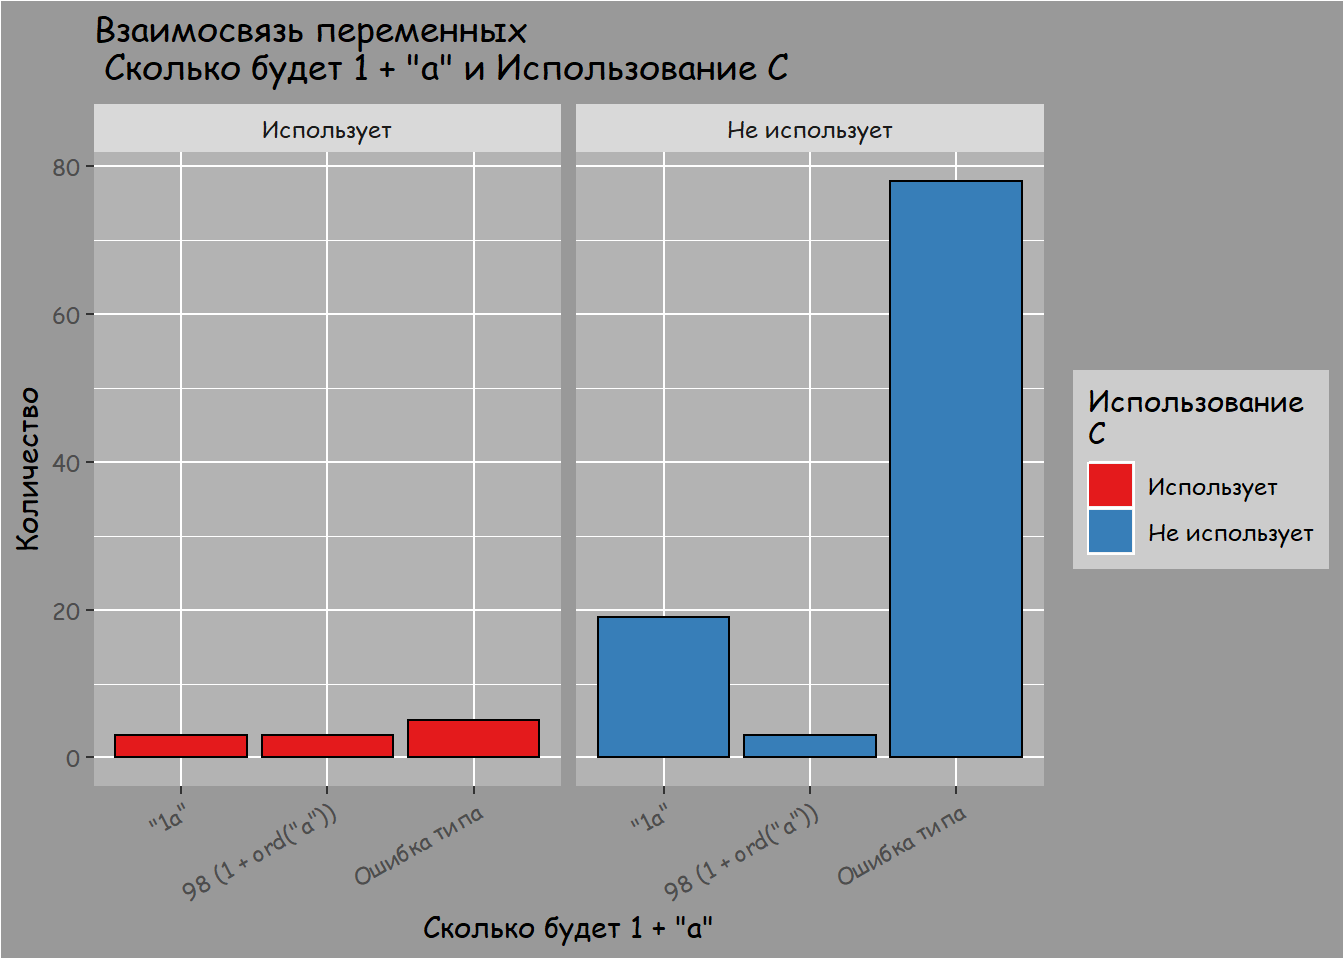 Взаимосвязь переменных
Сколько будет 1 + "a" и Использование C
Использует
Не использует
80
60
40
20
0
Количество
"1a"
98 (1 + ord("a"))
Ошибка типа
"1a"
98 (1 + ord("a"))
Ошибка типа
Сколько будет 1 + "a"
Использование
C
Использует
Не использует